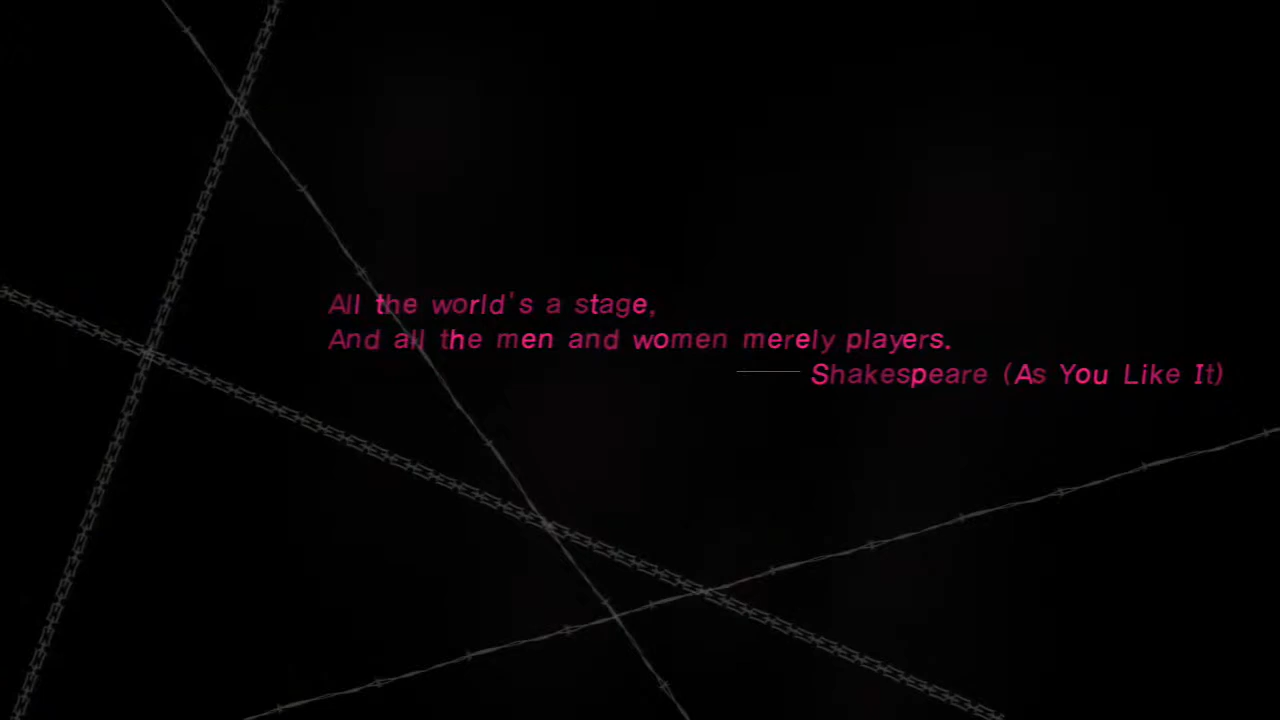 All the world's a stage,
And all the men and women merely players.
—— Shakespeare (As You Like It)